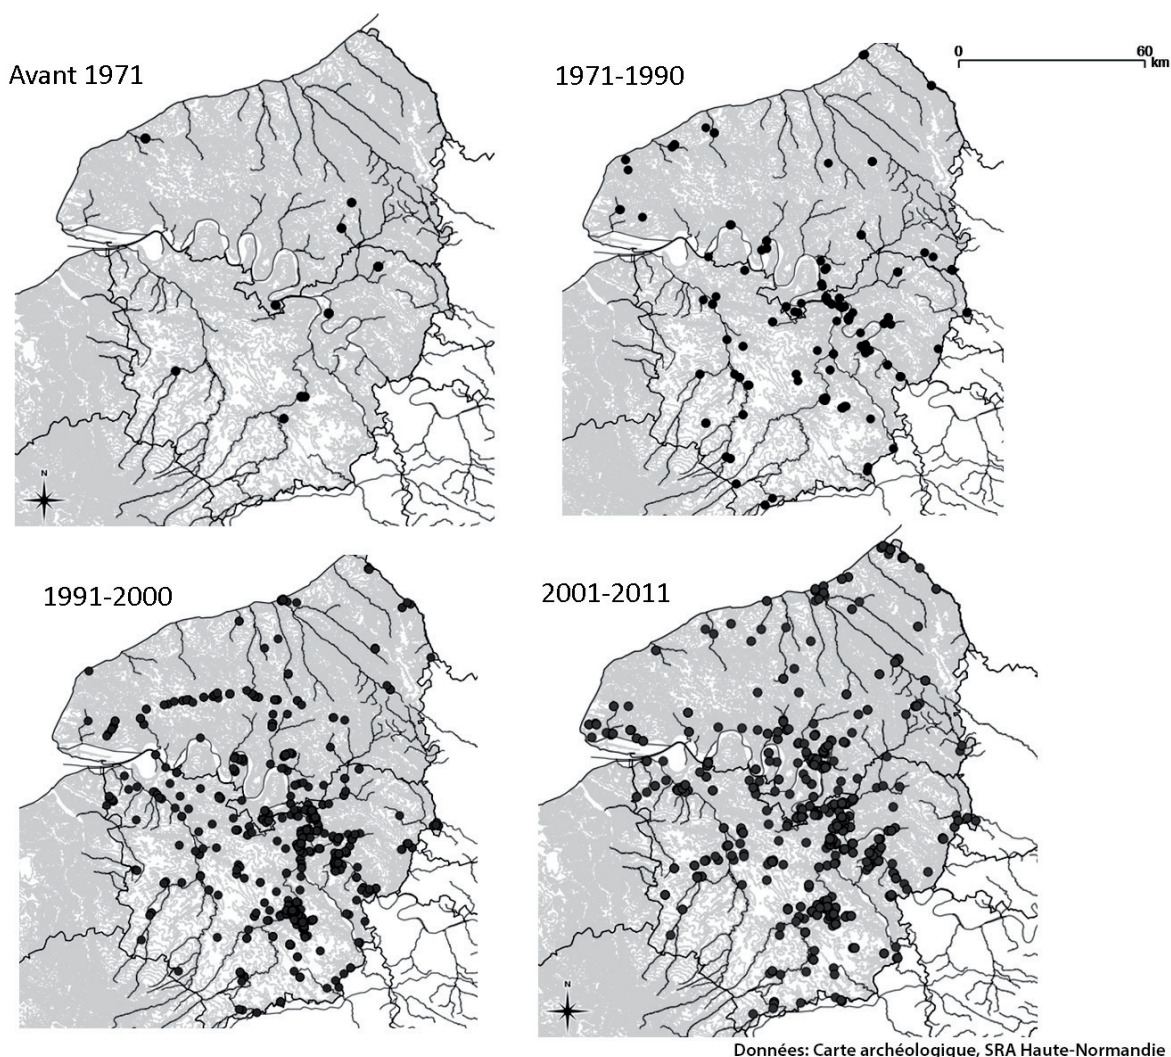 Avant 1971
1971-1990
0 60
km
N
1991-2000
2001-2011
N
Données: Carte archéologique, SRA Haute-Normandie